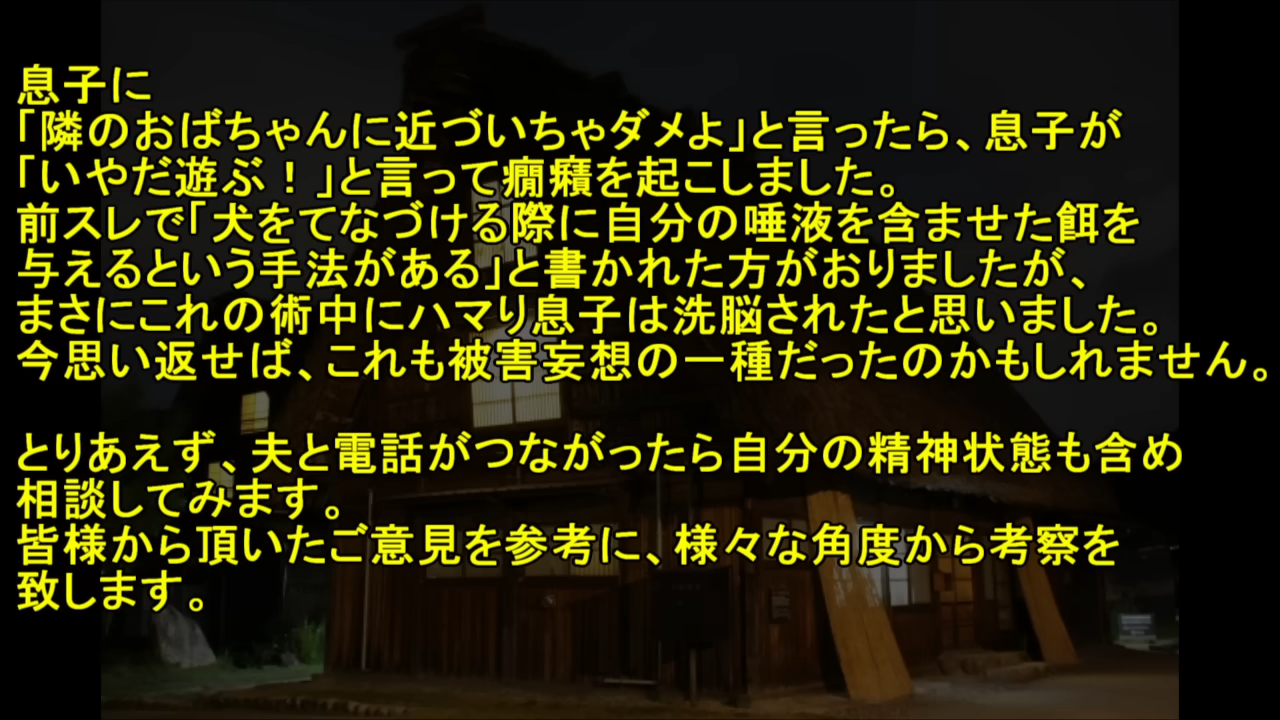 息子に
「隣のおばちゃんに近づいちゃダメよ」と言ったら、息子が
「いやだ遊ぶ！」と言って癇癪を起こしました。
前スレで「犬をてなづける際に自分の唾液を含ませた餌を
与えるという手法がある」と書かれた方がおりましたが、
まさにこれの術中にハマり息子は洗脳されたと思いました。
今思い返せば、これも被害妄想の一種だったのかもしれません。
とりあえず、夫と電話がつながったら自分の精神状態も含め
相談してみます。
皆様から頂いたご意見を参考に、様々な角度から考察を
致します。